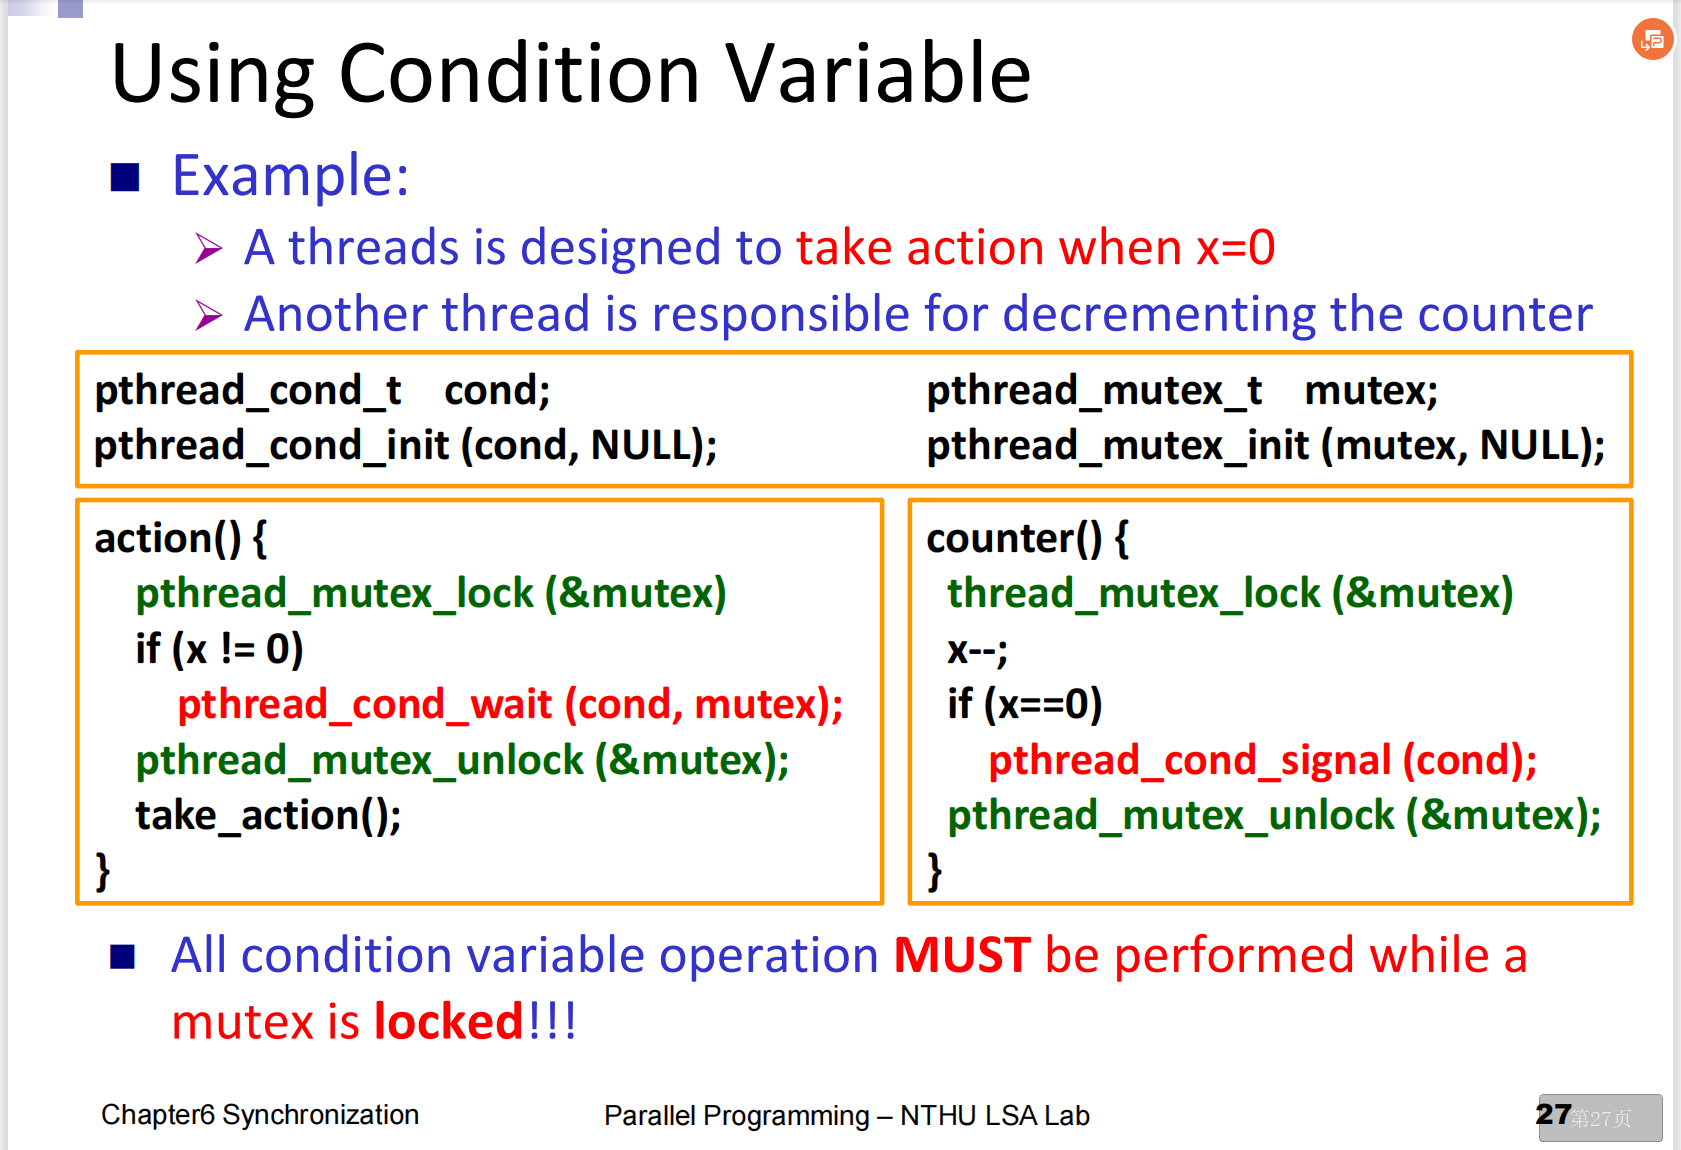 Using Condition Variable
Example:
A threads is designed to take action when x=0
Another thread is responsible for decrementing the counter
pthread_cond_t cond;
pthread_cond_init (cond, NULL);
pthread_mutex_t mutex;
pthread_mutex_init (mutex, NULL);
action() {
pthread_mutex_lock (&mutex)
if (x != 0)
pthread_cond_wait (cond, mutex);
pthread_mutex_unlock (&mutex);
take_action();
}
counter() {
thread_mutex_lock (&mutex)
x--;
if (x==0)
pthread_cond_signal (cond);
pthread_mutex_unlock (&mutex);
}
All condition variable operation MUST be performed while a
mutex is locked!!!
Chapter6 Synchronization
Parallel Programming – NTHU LSA Lab
27
第27页